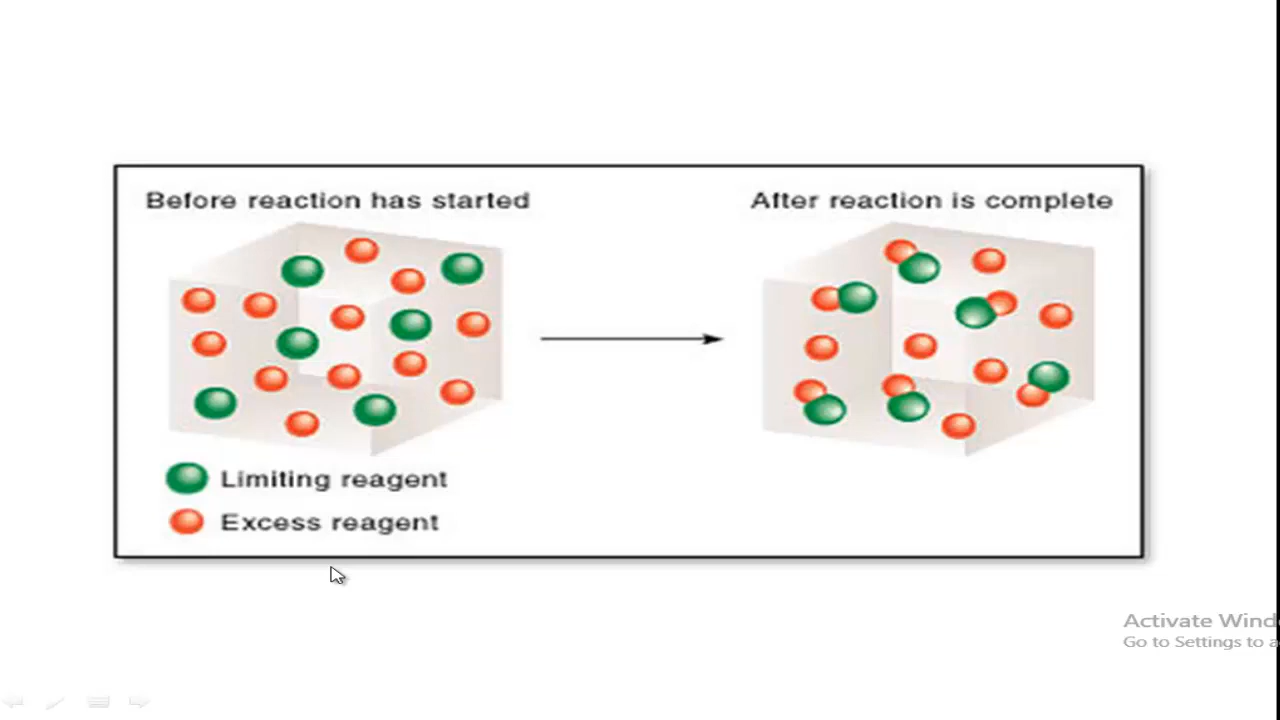 Before reaction has started
After reaction is complete
Limiting reagent
Excess reagent
Activate Wind
Go to Settings to a